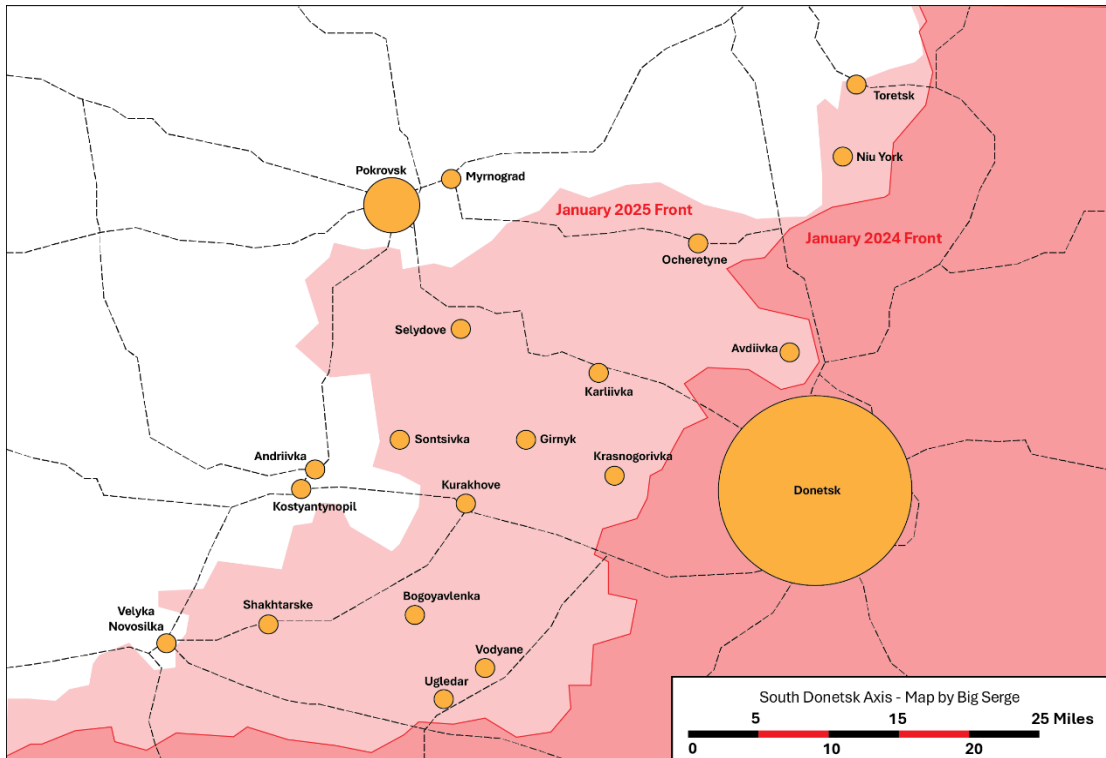 Toretsk
Niu York
Pokrovsk
Myrnograd
January 2025 Front
January 2024 Front
Ocheretyne
Selydove
Avdiivka
Karliivka
Sontsivka
Girnyk
Andriivka
Krasnogorivka
Kurakhove
Donetsk
Kostyantynopil
Bogoyavlenka
Shakhtarske
Velyka
Novosilka
Vodyane
Ugledar
South Donetsk Axis - Map by Big Serge
5 15 25 Miles
0 10 20